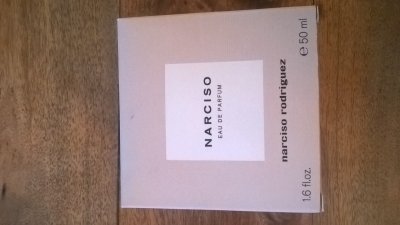 NARCISO
EAU DE PARFUM
narciso rodriguez
1.6 fl.oz. ℮ 50 ml